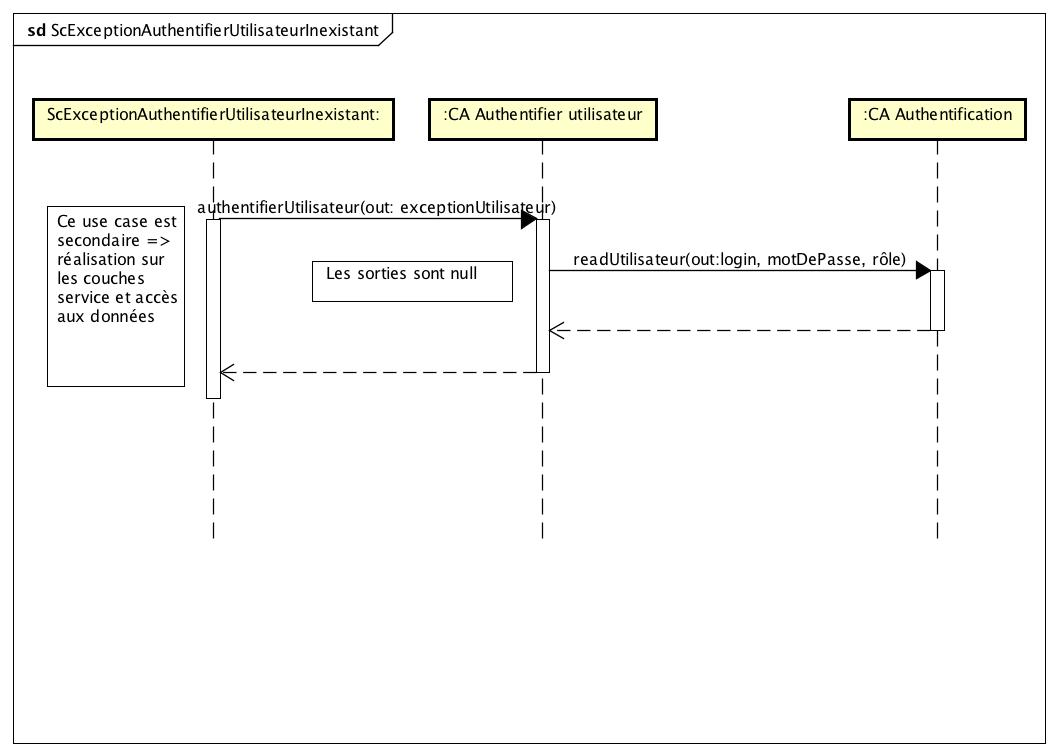 sd ScExceptionAuthentifierUtilisateurInexistant
ScExceptionAuthentifierUtilisateurInexistant:
:CA Authentifier utilisateur
:CA Authentification
authentifierUtilisateur(out: exceptionUtilisateur)
Ce use case est
secondaire =>
réalisation sur
les couches
service et accès
aux données
Les sorties sont null
readUtilisateur(out:login, motDePasse, rôle)